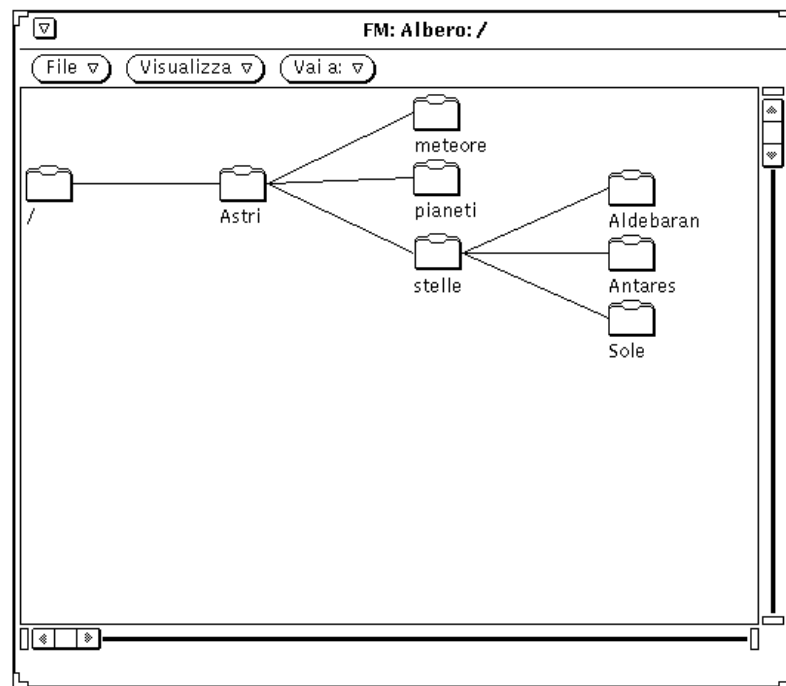 FM: Albero: /
File
Visualizza
Vai a:
meteore
pianeti
Aldebaran
/
Astri
stelle
Antares
Sole